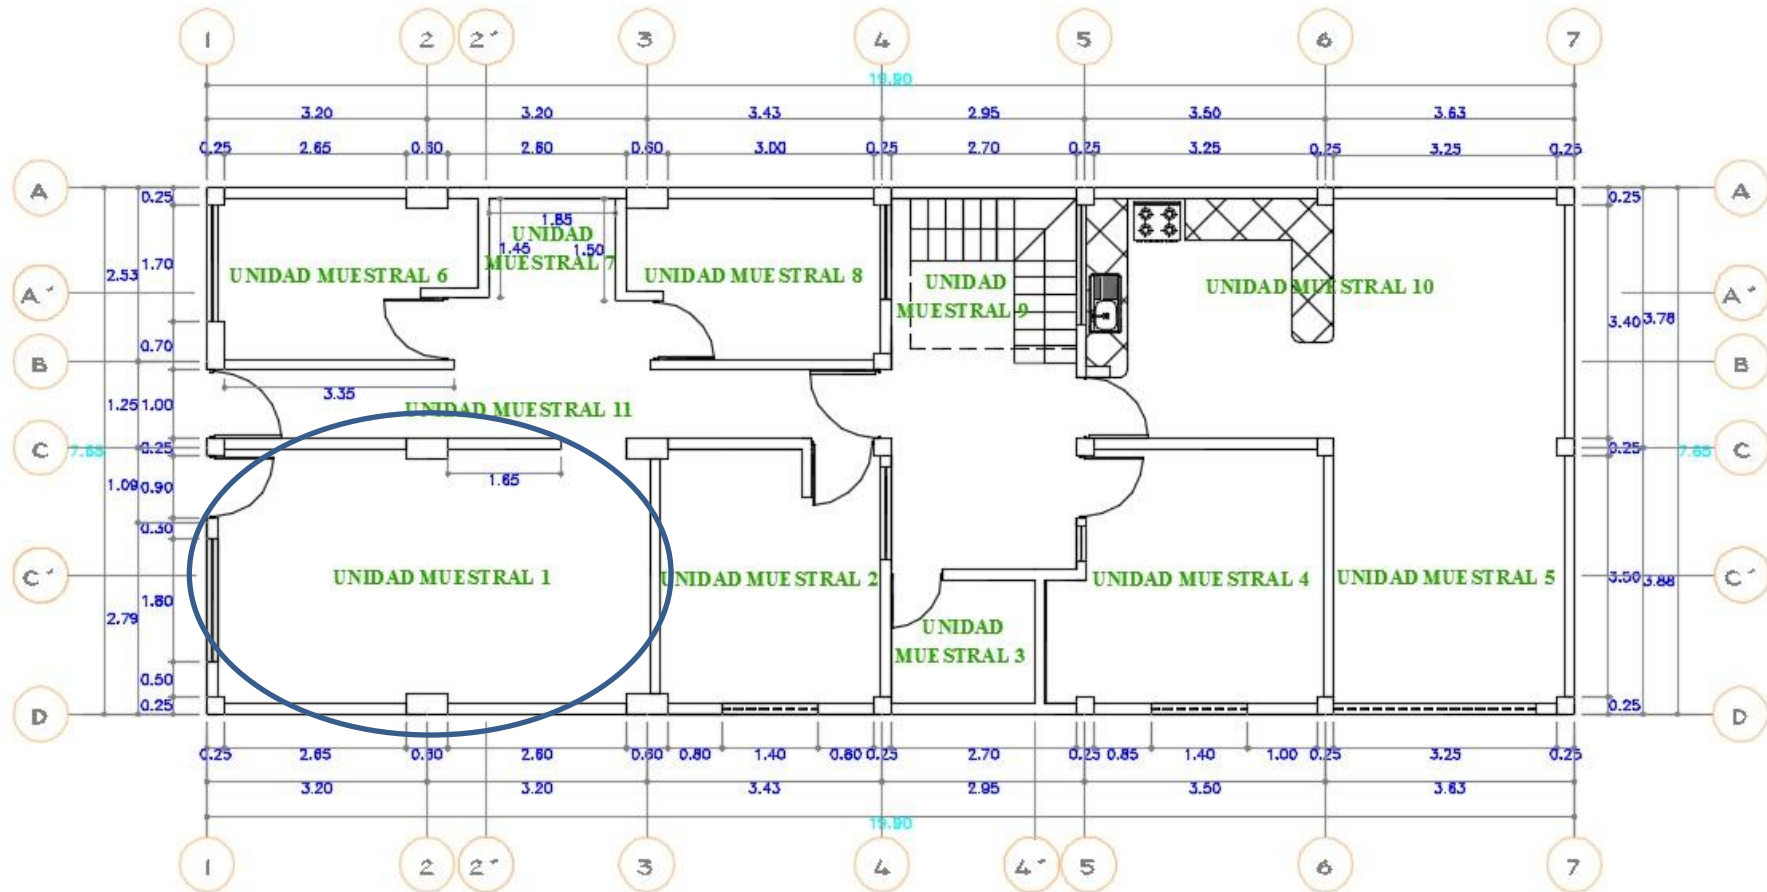 1 2 2' 3 4 5 6 7
19.90
3.20 3.20 3.43 2.95 3.50 3.63
0.25 2.65 0.60 2.60 0.60 3.00 0.25 2.70 0.25 3.25 0.25 3.25 0.25
A 0.25 0.25 A
1.85
UNIDAD
1.45 1.50
MUESTRAL 7
2.53 1.70
UNIDAD MUESTRAL 6
UNIDAD MUESTRAL 8
UNIDAD
MUESTRAL 9
UNIDAD MUESTRAL 10
A' A'
3.40 3.78
0.70
B B
3.35
1.25 1.00
UNIDAD MUESTRAL 11
C 7.65 0.25 0.25 7.65 C
1.09 0.90
1.65
0.30
C' UNIDAD MUESTRAL 1 UNIDAD MUESTRAL 2 UNIDAD MUESTRAL 4 UNIDAD MUESTRAL 5 3.50 3.88 C'
1.80
2.79
UNIDAD
MUESTRAL 3
0.50
D 0.25 0.25 D
0.25 2.65 0.60 2.60 0.60 0.80 1.40 0.80 0.25 2.70 0.25 0.85 1.40 1.00 0.25 3.25 0.25
3.20 3.20 3.43 2.95 3.50 3.63
19.90
1 2 2' 3 4 4' 5 6 7